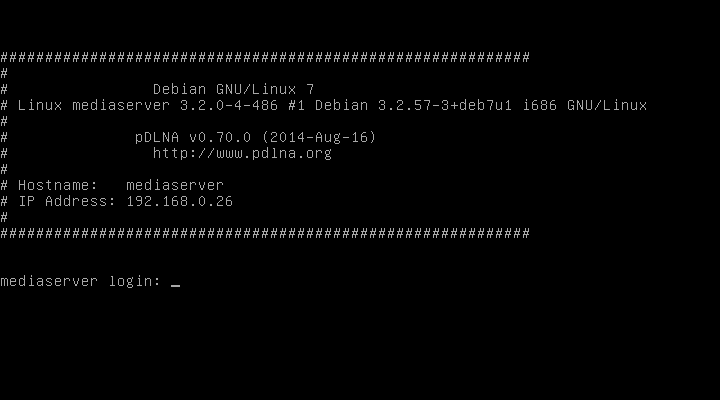 ###########################################################
#
#                Debian GNU/Linux 7
# Linux mediaserver 3.2.0-4-486 #1 Debian 3.2.57-3+deb7u1 i686 GNU/Linux
#
#              pDLNA v0.70.0 (2014-Aug-16)
#                http://www.pdlna.org
#
# Hostname:   mediaserver
# IP Address: 192.168.0.26
#
###########################################################
mediaserver login: _